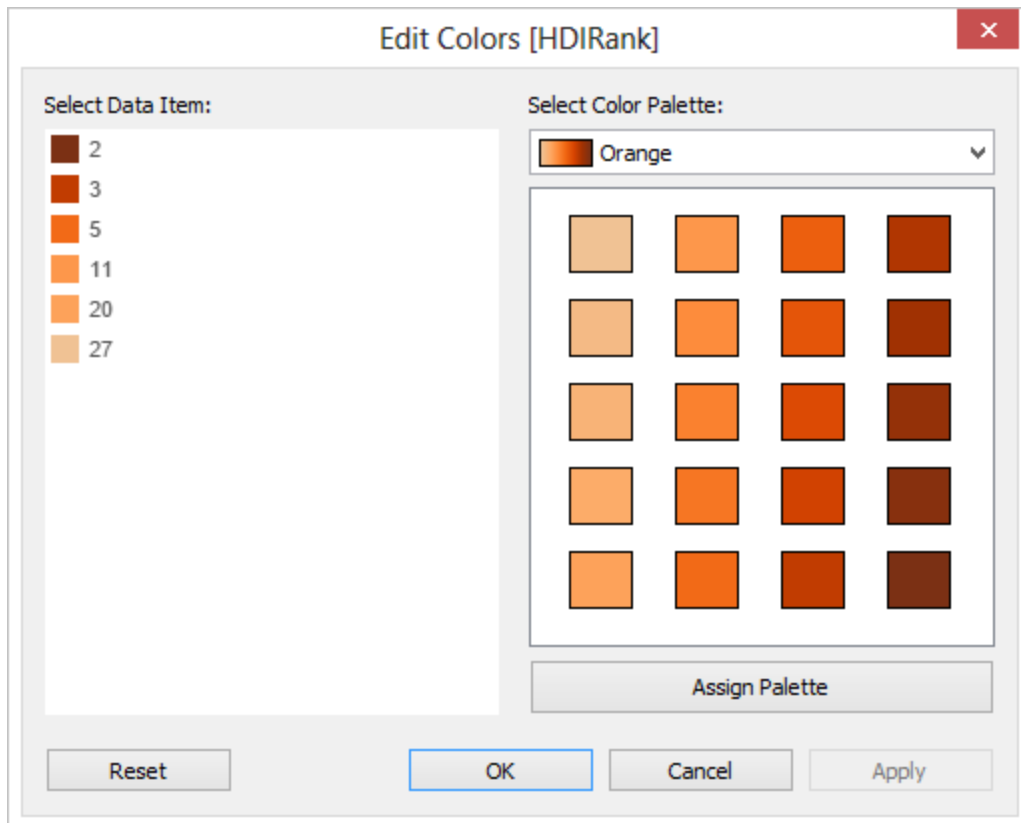 Edit Colors [HDIRank]
Select Data Item:
2
3
5
11
20
27
Select Color Palette:
Orange
Assign Palette
Reset
OK
Cancel
Apply